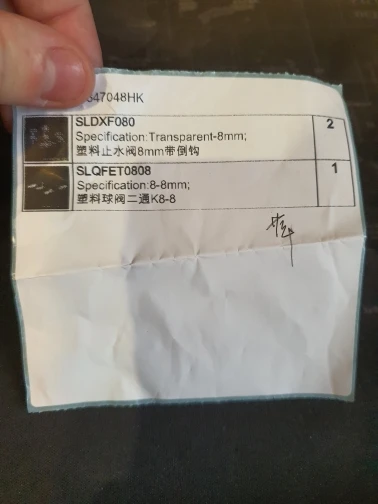 47048HK
SLDXF080
2
Specification:Transparent-8mm;
塑料止水阀8mm带倒钩
SLQFET0808
1
Specification:8-8mm;
塑料球阀二通K8-8